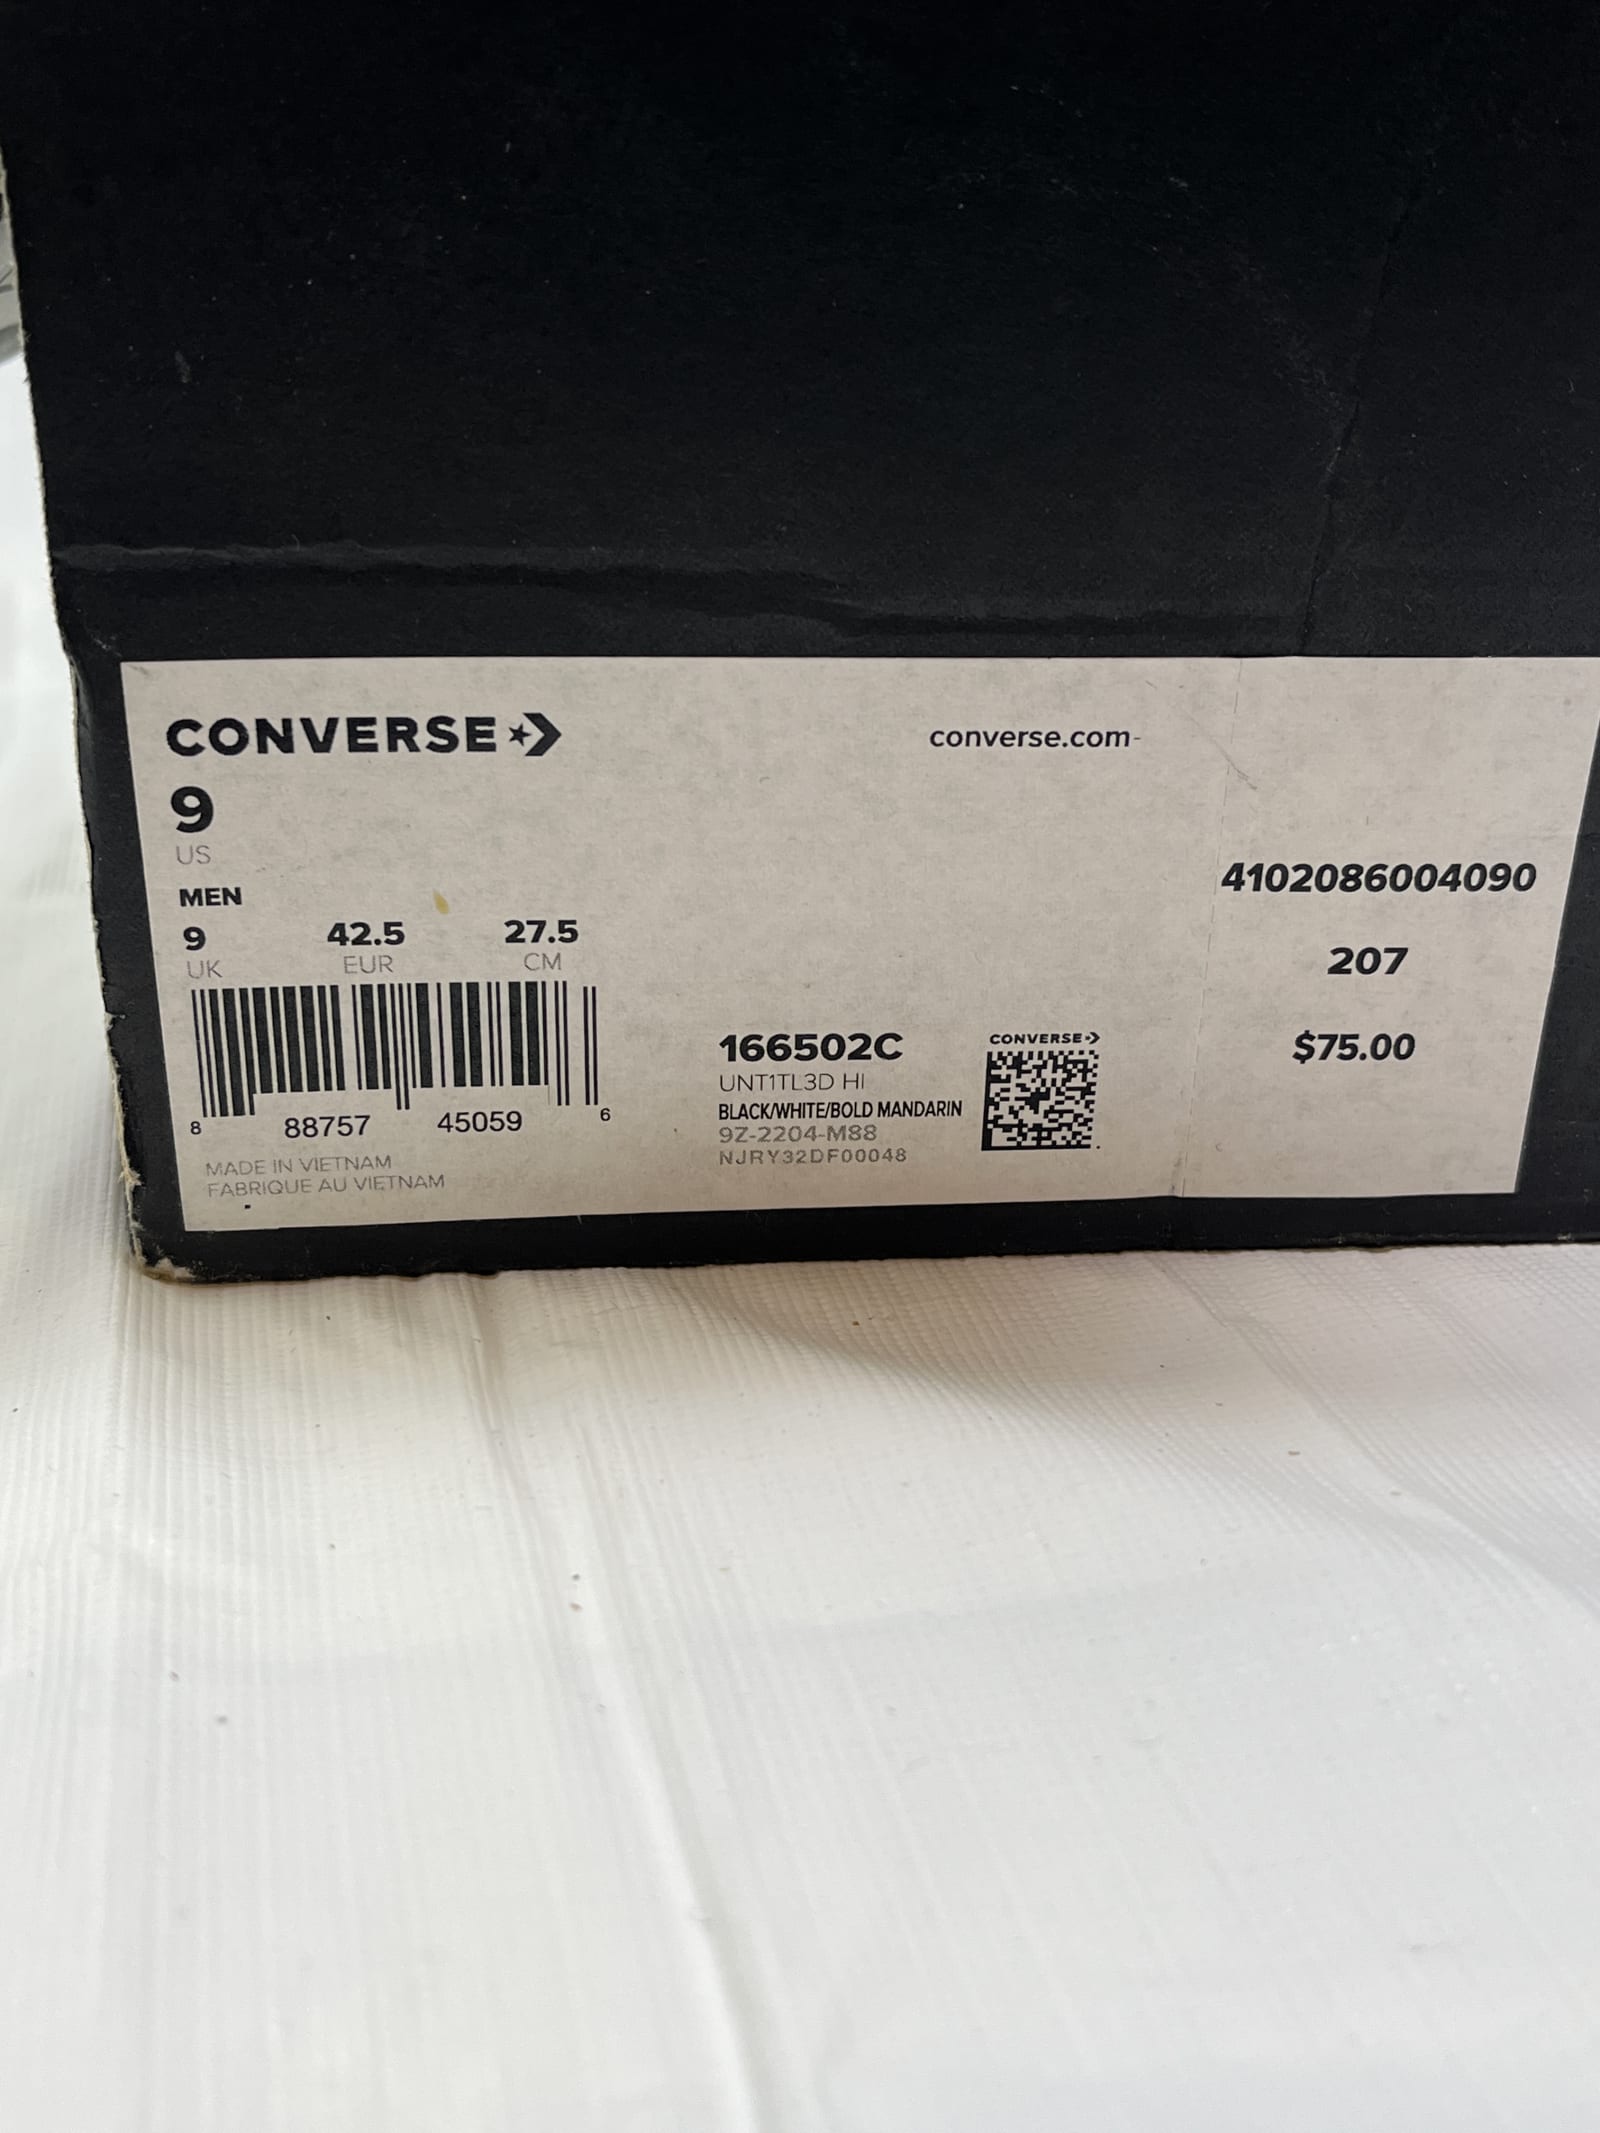 CONVERSE
converse.com-
9
US
MEN
9 42.5 27.5
UK EUR CM
8 88757 45059 6
MADE IN VIETNAM
FABRIQUE AU VIETNAM
166502C
UNT1TL3D HI
BLACK/WHITE/BOLD MANDARIN
9Z-2204-M88
NJRY32DF00048
CONVERSE
4102086004090
207
$75.00